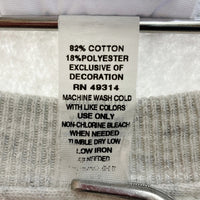 82% COTTON
18% POLYESTER
EXCLUSIVE OF
DECORATION
RN 49314
MACHINE WASH COLD
WITH LIKE COLORS
USE ONLY
NON-CHLORINE BLEACH
WHEN NEEDED
TUMBLE DRY LOW
LOW IRON
NEEDED